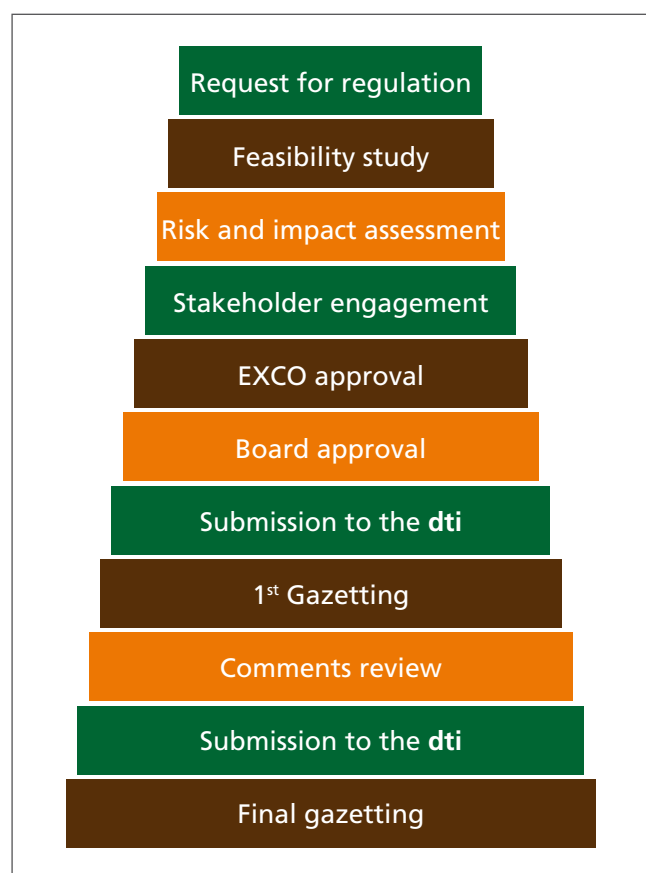 Request for regulation
Feasibility study
Risk and impact assessment
Stakeholder engagement
EXCO approval
Board approval
Submission to the dti
1st Gazetting
Comments review
Submission to the dti
Final gazetting